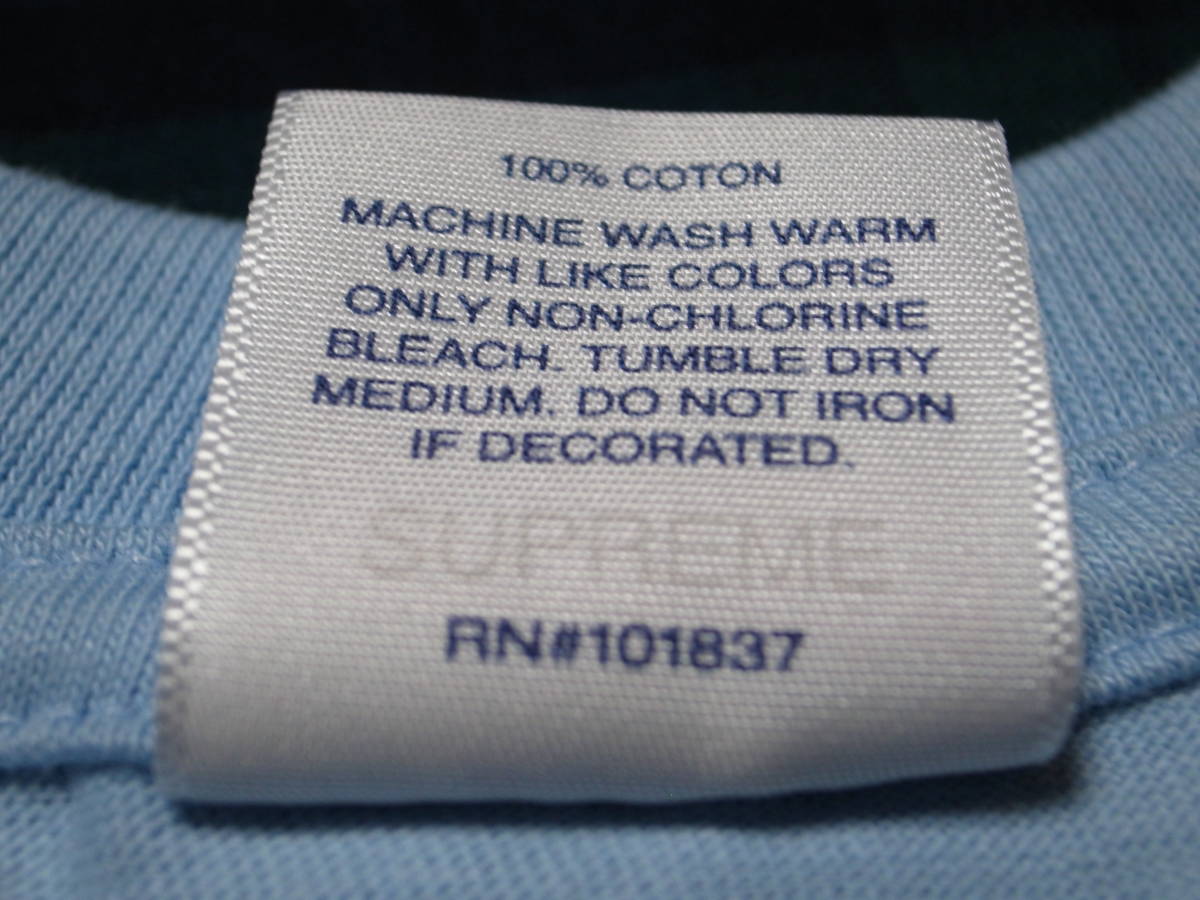 100% COTON
MACHINE WASH WARM
WITH LIKE COLORS
ONLY NON-CHLORINE
BLEACH. TUMBLE DRY
MEDIUM. DO NOT IRON
IF DECORATED.
SUPREME
RN#101837